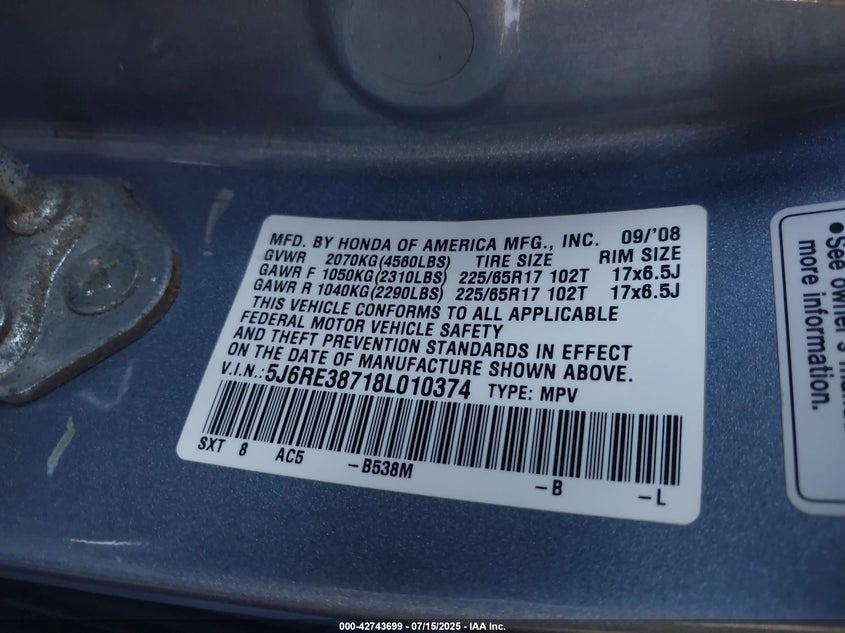 MFD. BY HONDA OF AMERICA MFG., INC. 09/'08
GVWR 2070KG(4560LBS) TIRE SIZE RIM SIZE
GAWR F 1050KG(2310LBS) 225/65R17 102T 17x6.5J
GAWR R 1040KG(2290LBS) 225/65R17 102T 17x6.5J
THIS VEHICLE CONFORMS TO ALL APPLICABLE
FEDERAL MOTOR VEHICLE SAFETY
AND THEFT PREVENTION STANDARDS IN EFFECT
ON THE DATE OF MANUFACTURE SHOWN ABOVE.
V.I.N.: 5J6RE38718L010374 TYPE: MPV
SXT 8 AC5 -B538M -B -L
•See owner's
more information.
000-42743699 - 07/15/2025 - IAA Inc.